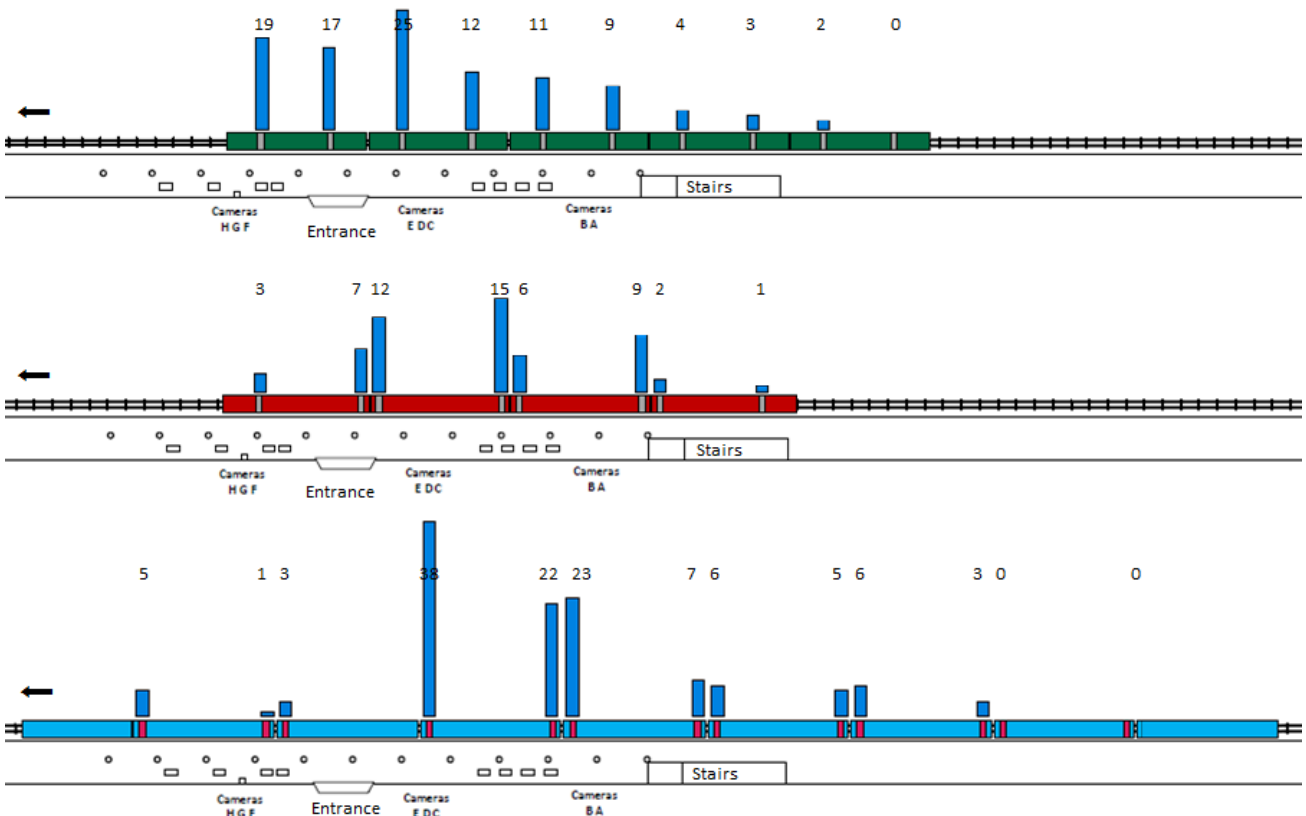 19 17 25 12 11 9 4 3 2 0
Stairs
Cameras Cameras Cameras
H G F E D C B A
Entrance
3 7 12 15 6 9 2 1
Stairs
Cameras Cameras Cameras
H G F E D C B A
Entrance
5 1 3 38 22 23 7 6 5 6 3 0 0
Stairs
Cameras Cameras Cameras
H G F E D C B A
Entrance